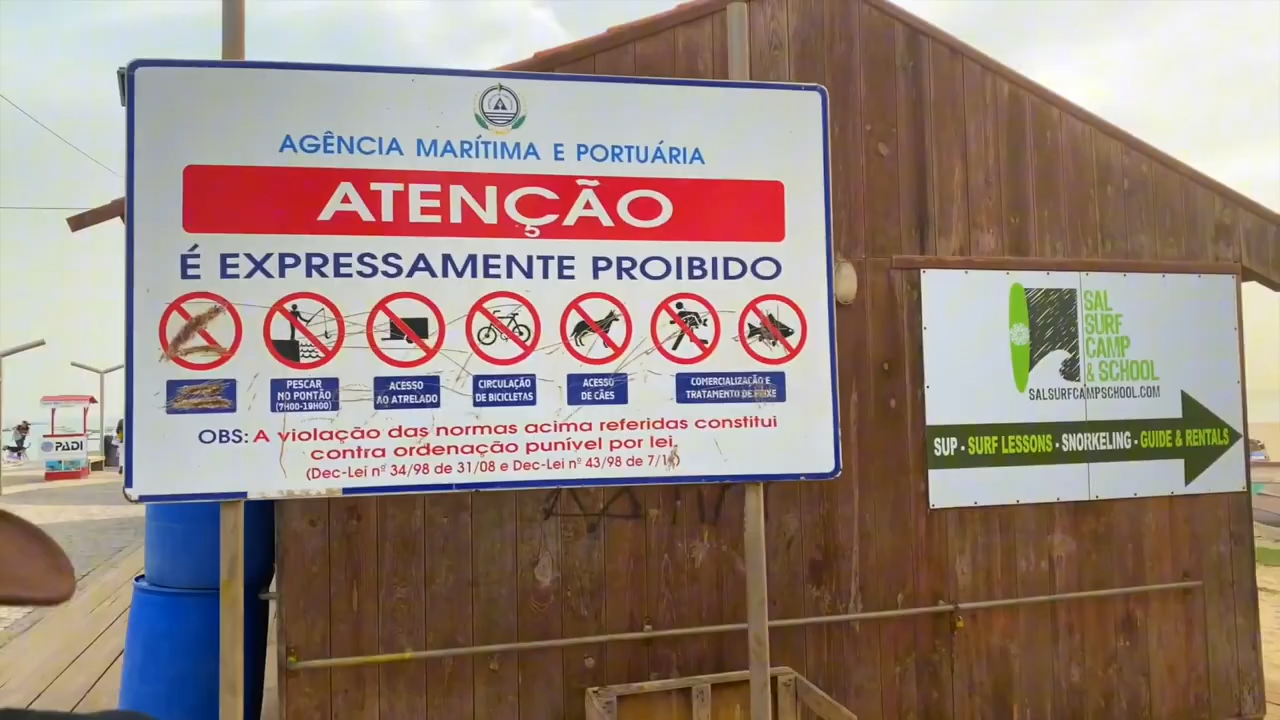 AGÊNCIA MARÍTIMA E PORTUÁRIA
ATENÇÃO
É EXPRESSAMENTE PROIBIDO
PESCAR
NO PONTÃO
(7H00-19H00)
ACESSO
AO ATRELADO
CIRCULAÇÃO
DE BICICLETAS
ACESSO
DE CÃES
COMERCIALIZAÇÃO E
TRATAMENTO DE PEIXE
OBS: A violação das normas acima referidas constitui
contra ordenação punível por lei.
(Dec-Lei nº 34/98 de 31/08 e Dec-Lei nº 43/98 de 7/
SAL
SURF
CAMP
& SCHOOL
SALSURFCAMPSCHOOL.COM
SUP - SURF LESSONS - SNORKELING - GUIDE & RENTALS
PADI